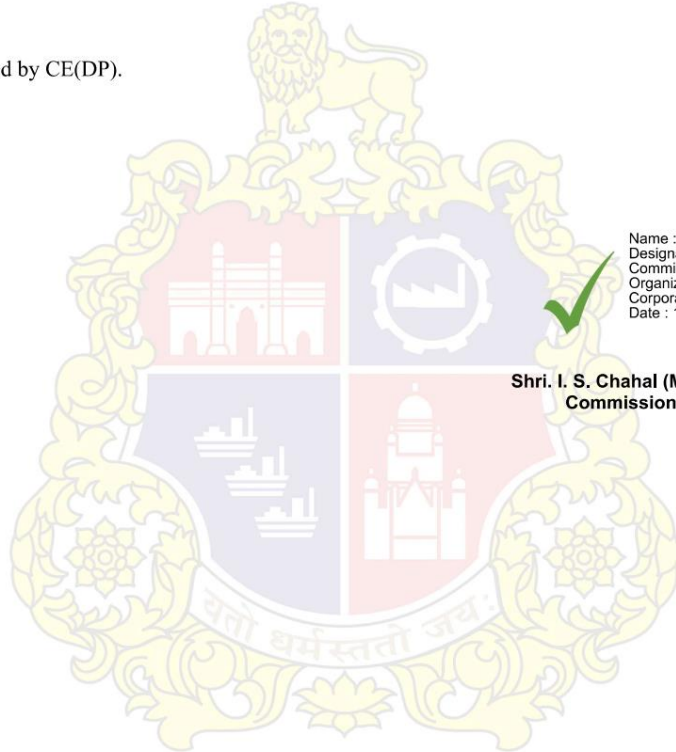 d by CE(DP).
Name :
Design
Commi
Organiz
Corpora
Date :
Shri. I. S. Chahal (M
Commission
यतो धर्मस्ततो जय: